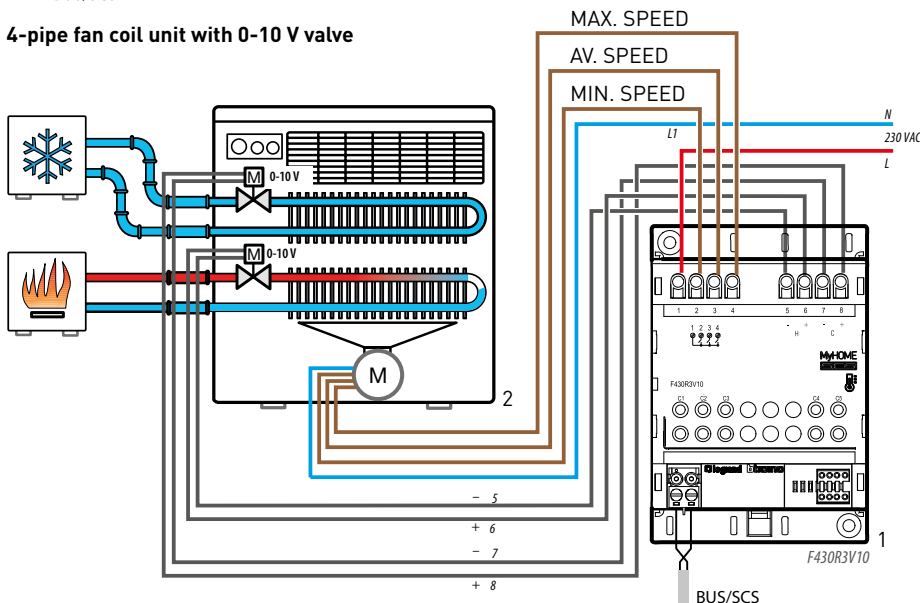 4-pipe fan coil unit with 0-10 V valve
MAX. SPEED
AV. SPEED
MIN. SPEED
N
L1
230 VAC
L
M 0-10 V
M 0-10 V
M
2
1 2 3 4 5 6 7 8
- + - +
H C
1 2 3 4
MyHOME
F430R3V10
C1 C2 C3 C4 C5
legrand bticino
1
F430R3V10
- 5
+ 6
- 7
+ 8
BUS/SCS